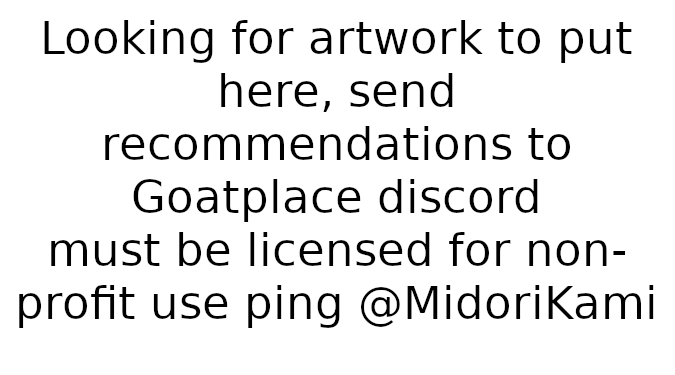 Looking for artwork to put
here, send
recommendations to
Goatplace discord
must be licensed for non-
profit use ping @MidoriKami